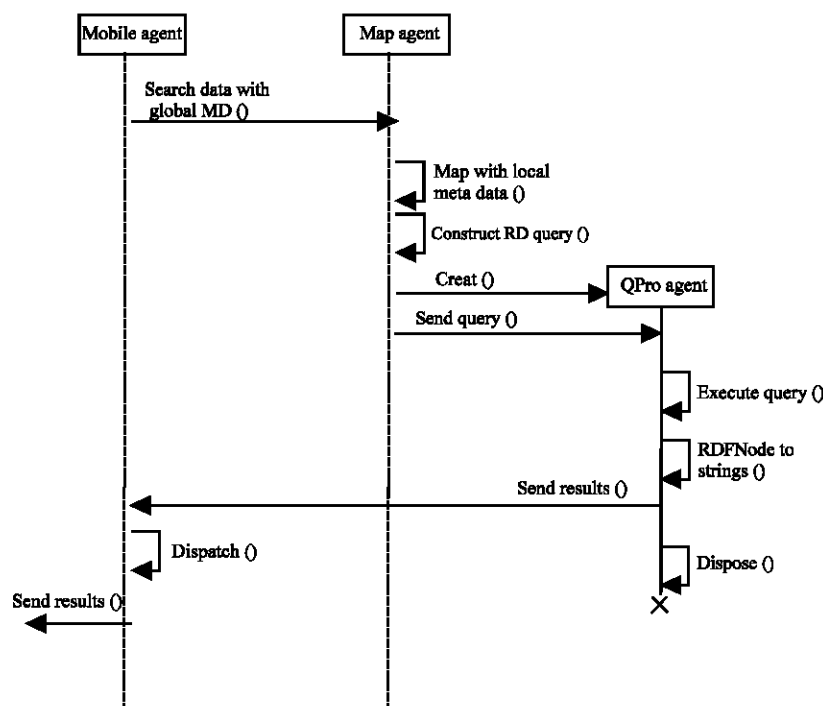 Mobile agent
Map agent
Search data with
global MD ()
Map with local
meta data ()
Construct RD query ()
Creat ()
QPro agent
Send query ()
Execute query ()
RDFNode to
strings ()
Send results ()
Dispatch ()
Dispose ()
Send results ()